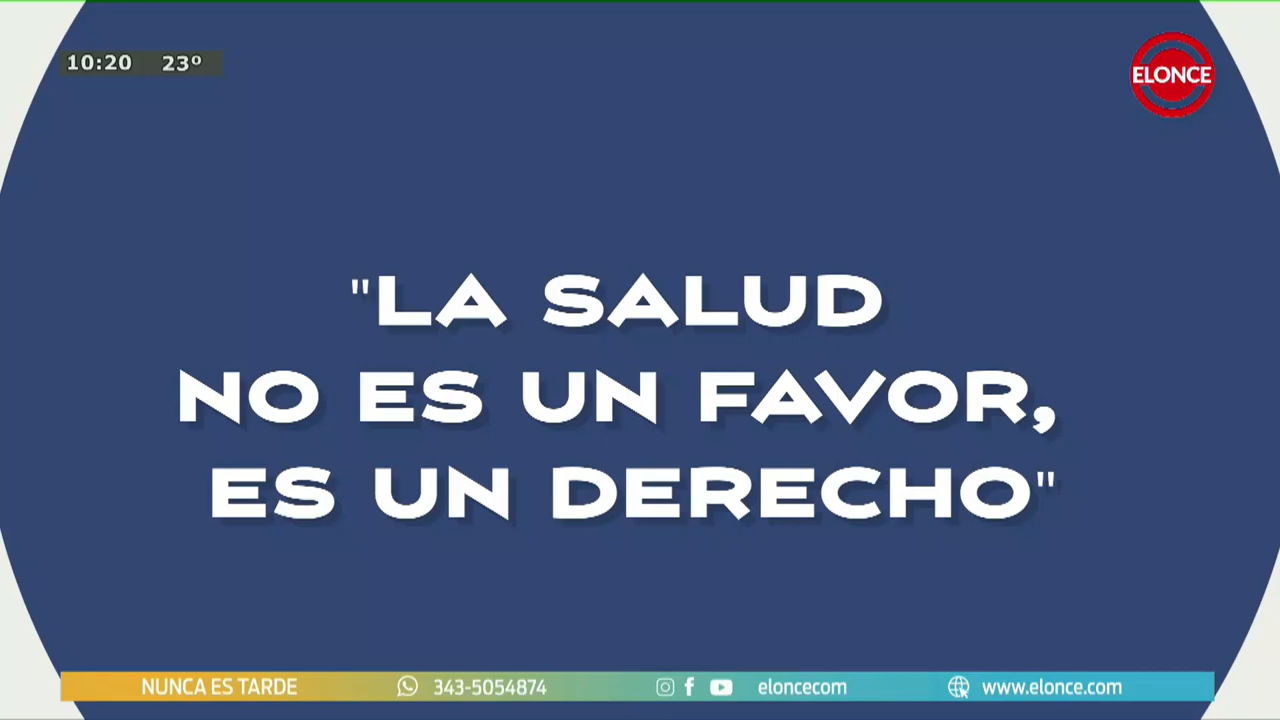 10:20 23º
ELONCE
"LA SALUD
NO ES UN FAVOR,
ES UN DERECHO"
NUNCA ES TARDE 343-5054874 eloncecom www.elonce.com